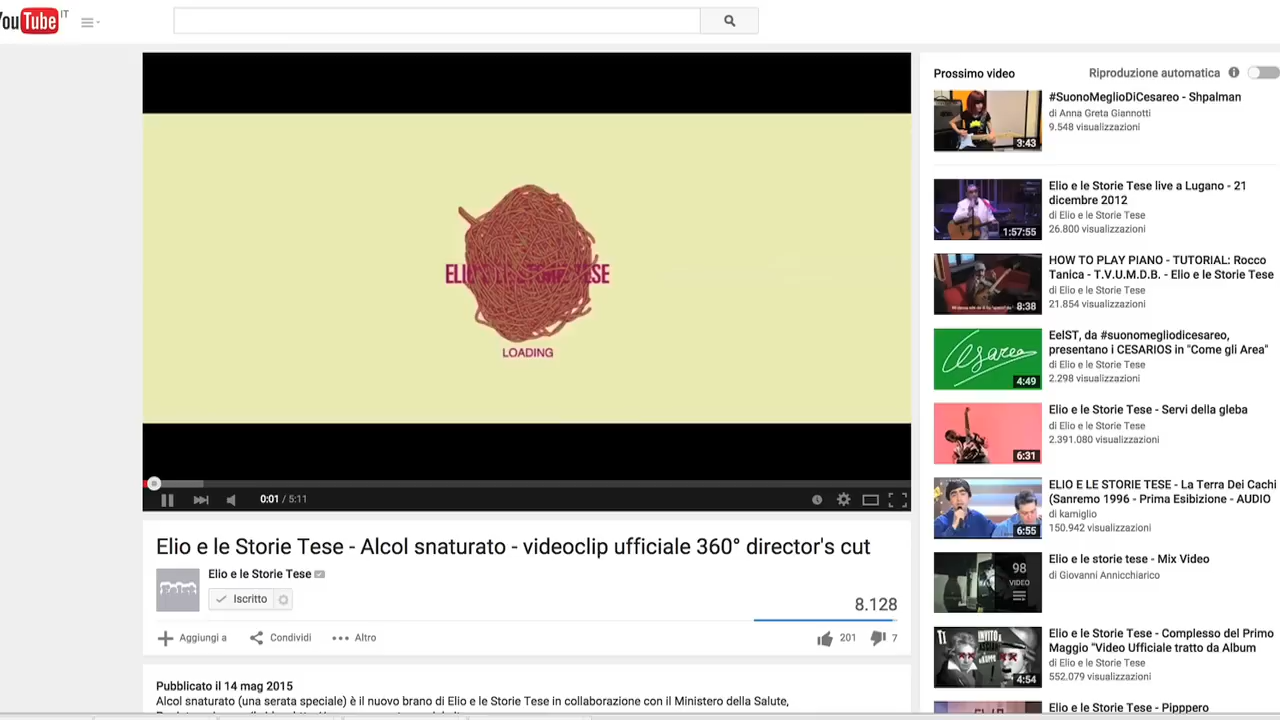 YouTube IT
ELIO E LE STORIE TESE
LOADING
0:01 / 5:11
Elio e le Storie Tese - Alcol snaturato - videoclip ufficiale 360° director's cut
Elio e le Storie Tese
Iscritto
8.128
Aggiungi a Condividi Altro 201 7
Pubblicato il 14 mag 2015
Alcol snaturato (una serata speciale) è il nuovo brano di Elio e le Storie Tese in collaborazione con il Ministero della Salute,
Prossimo video Riproduzione automatica
#SuonoMeglioDiCesareo - Shpalman
di Anna Greta Giannotti
9.548 visualizzazioni
3:43
Elio e le Storie Tese live a Lugano - 21
dicembre 2012
di Elio e le Storie Tese
26.800 visualizzazioni
1:57:55
HOW TO PLAY PIANO - TUTORIAL: Rocco
Tanica - T.V.U.M.D.B. - Elio e le Storie Tese
di Elio e le Storie Tese
21.854 visualizzazioni
8:38
Cesareo
EelST, da #suonomegliodicesareo,
presentano i CESARIOS in "Come gli Area"
di Elio e le Storie Tese
2.298 visualizzazioni
4:49
Elio e le Storie Tese - Servi della gleba
di Elio e le Storie Tese
2.391.080 visualizzazioni
6:31
ELIO E LE STORIE TESE - La Terra Dei Cachi
(Sanremo 1996 - Prima Esibizione - AUDIO
di kamiglio
150.942 visualizzazioni
6:55
Elio e le storie tese - Mix Video
di Giovanni Annicchiarico
98
VIDEO
Elio e le Storie Tese - Complesso del Primo
Maggio "Video Ufficiale tratto da Album
di Elio e le Storie Tese
552.079 visualizzazioni
4:54
Elio e le Storie Tese - Pipppero